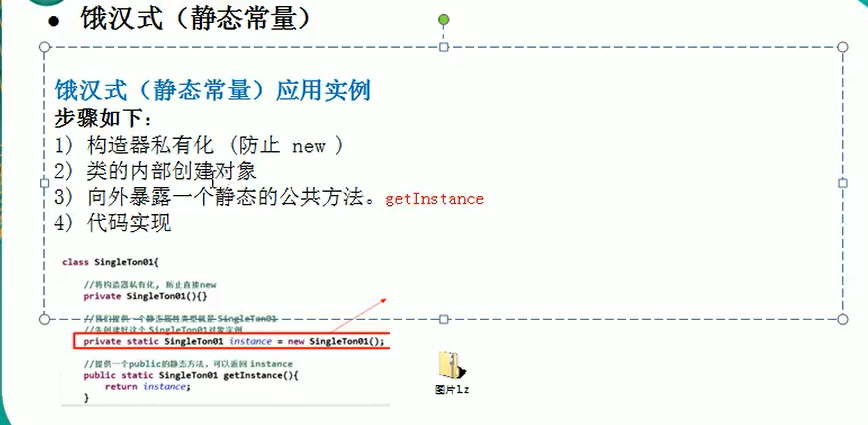 ● 饿汉式（静态常量）
饿汉式（静态常量）应用实例
步骤如下：
1) 构造器私有化 (防止 new )
2) 类的内部创建对象
3) 向外暴露一个静态的公共方法。getInstance
4) 代码实现
class SingleTon01{
//将构造器私有化, 防止直接new
private SingleTon01(){}
//我们提供一个静态属性类型就是 SingleTon01
//先创建好这个 SingleTon01对象实例
private static SingleTon01 instance = new SingleTon01();
//提供一个public的静态方法，可以返回 instance
public static SingleTon01 getInstance(){
return instance;
}
图片lz